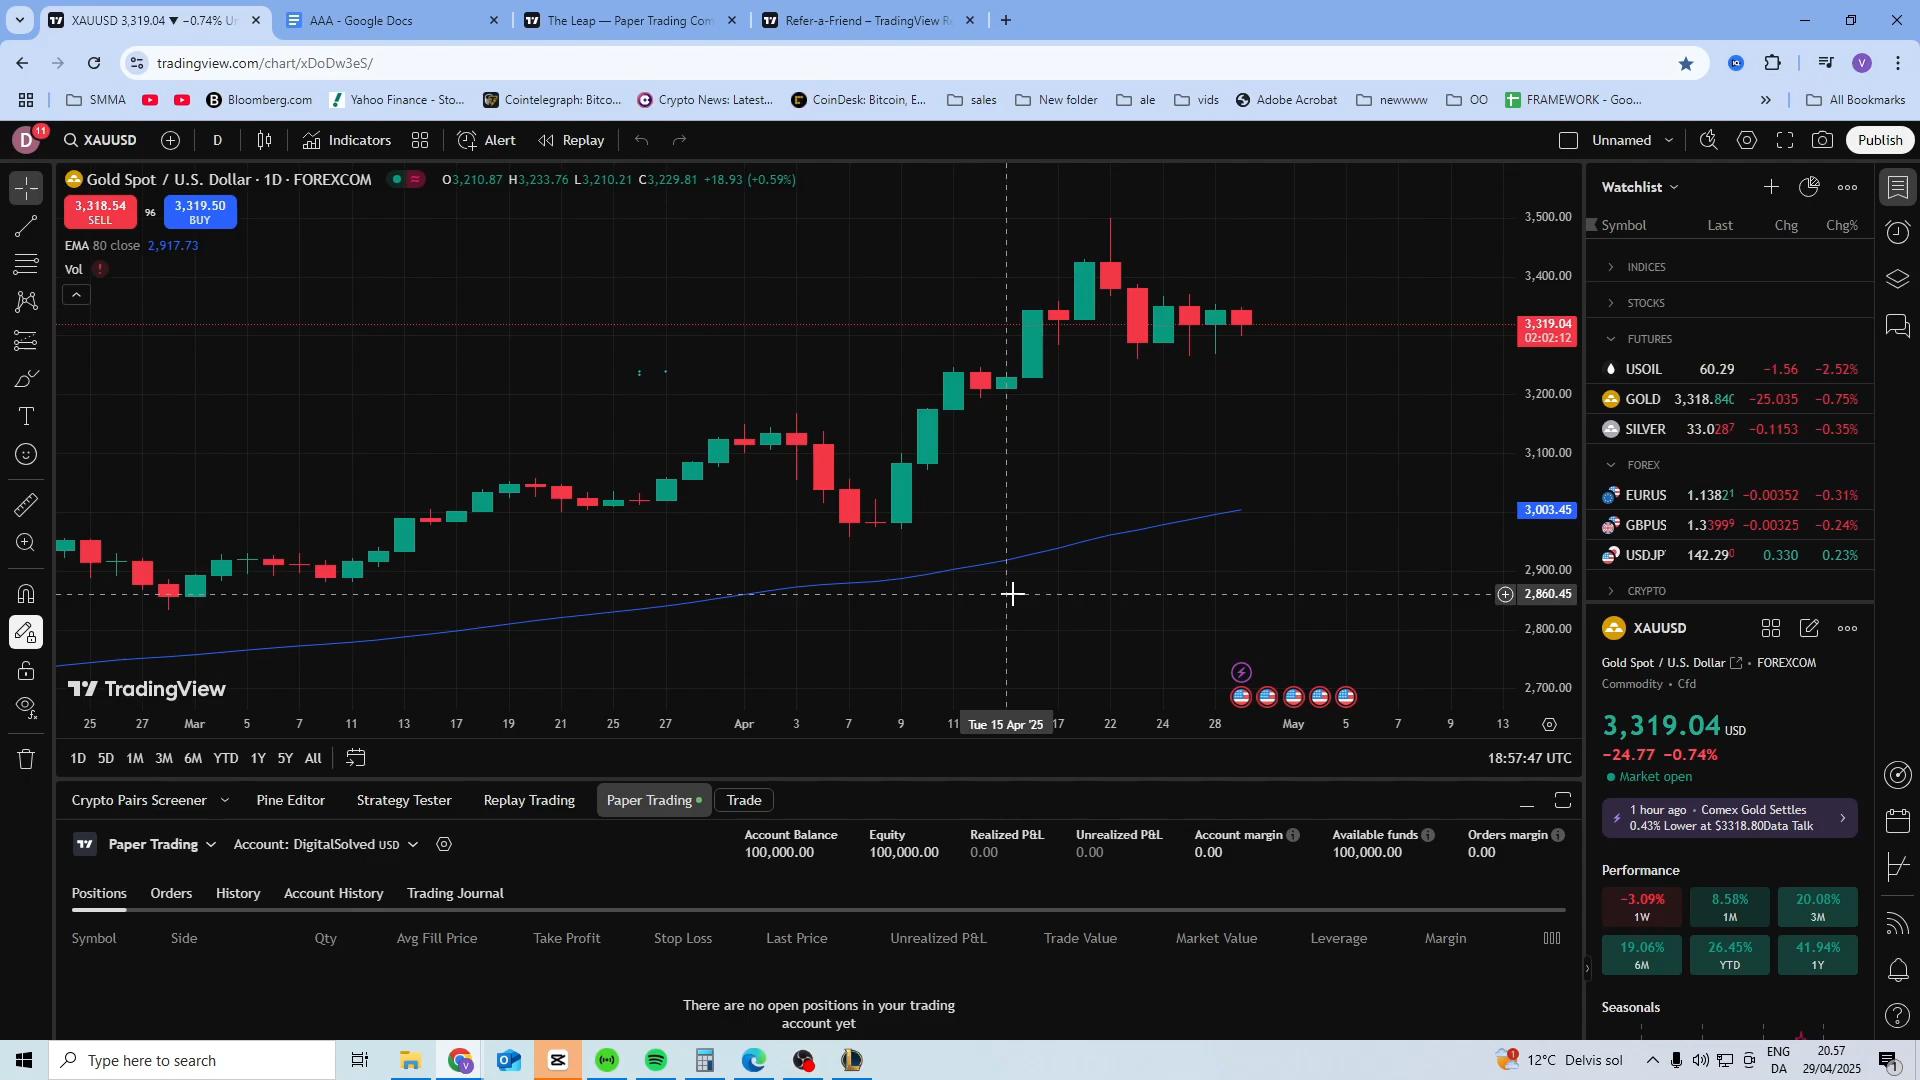 XAUUSD 3,319.04 ▼ −0.74% Un
AAA - Google Docs
The Leap — Paper Trading Com
Refer-a-Friend – TradingView Re
tradingview.com/chart/xDoDw3eS/
V
SMMA
Bloomberg.com
Yahoo Finance - Sto...
Cointelegraph: Bitco...
Crypto News: Latest...
CoinDesk: Bitcoin, E...
sales
New folder
ale
vids
Adobe Acrobat
newwww
OO
FRAMEWORK - Goo...
All Bookmarks
D 11
XAUUSD
D
Indicators
Alert
Replay
Unnamed
Publish
Gold Spot / U.S. Dollar · 1D · FOREXCOM
O3,210.87 H3,233.76 L3,210.21 C3,229.81 +18.93 (+0.59%)
3,318.54
SELL
96
3,319.50
BUY
EMA 80 close 2,917.73
Vol
3,500.00
3,400.00
3,319.04
02:02:12
3,200.00
3,100.00
3,003.45
2,900.00
2,860.45
2,800.00
2,700.00
TradingView
25 27 Mar 5 7 11 13 17 19 21 25 27 Apr 3 7 9 11 Tue 15 Apr '25 17 22 24 28 May 5 7 9 13
1D 5D 1M 3M 6M YTD 1Y 5Y All
18:57:47 UTC
Crypto Pairs Screener
Pine Editor
Strategy Tester
Replay Trading
Paper Trading
Trade
Paper Trading
Account: DigitalSolved USD
Account Balance
100,000.00
Equity
100,000.00
Realized P&L
0.00
Unrealized P&L
0.00
Account margin
0.00
Available funds
100,000.00
Orders margin
0.00
Positions
Orders
History
Account History
Trading Journal
Symbol Side Qty Avg Fill Price Take Profit Stop Loss Last Price Unrealized P&L Trade Value Market Value Leverage Margin
There are no open positions in your trading
account yet
Watchlist
Symbol Last Chg Chg%
INDICES
STOCKS
FUTURES
USOIL 60.29 −1.56 −2.52%
GOLD 3,318.840 −25.035 −0.75%
SILVER 33.0287 −0.1153 −0.35%
FOREX
EURUS 1.13821 −0.00352 −0.31%
GBPUS 1.33999 −0.00325 −0.24%
USDJP 142.290 0.330 0.23%
CRYPTO
XAUUSD
Gold Spot / U.S. Dollar • FOREXCOM
Commodity • Cfd
3,319.04 USD
−24.77 −0.74%
Market open
1 hour ago • Comex Gold Settles
0.43% Lower at $3318.80Data Talk
Performance
−3.09%
1W
8.58%
1M
20.08%
3M
19.06%
6M
26.45%
YTD
41.94%
1Y
Seasonals
Type here to search
1
12°C Delvis sol
ENG
DA
20.57
29/04/2025
1